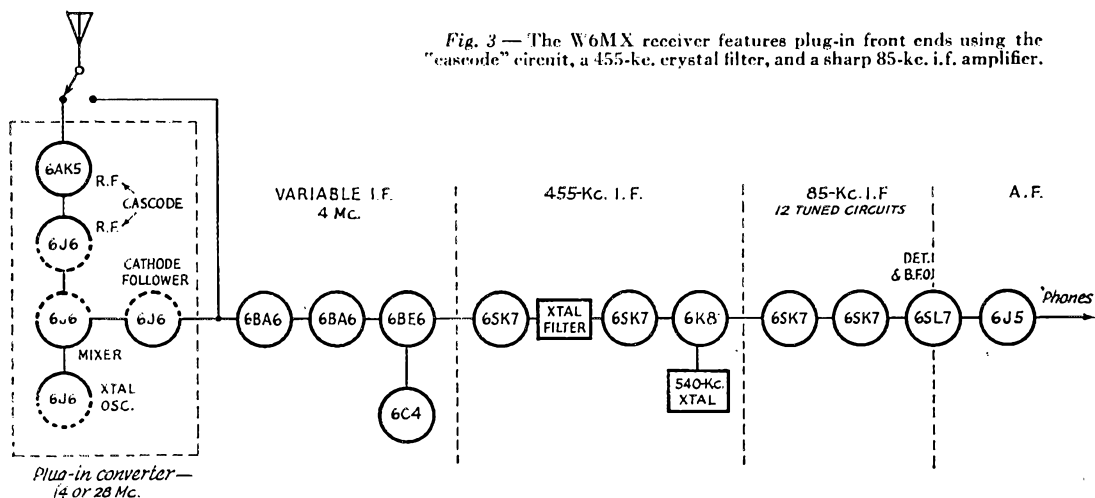 Fig. 3 — The W6MX receiver features plug-in front ends using the
"cascode" circuit, a 455-kc. crystal filter, and a sharp 85-kc. i.f. amplifier.
6AK5
R.F.
CASCODE
R.F.
6J6
CATHODE
FOLLOWER
6J6
6J6
MIXER
6J6
XTAL
OSC.
Plug-in converter—
14 or 28 Mc.
VARIABLE I.F.
4 Mc.
6BA6
6BA6
6BE6
6C4
455-Kc. I.F.
6SK7
XTAL
FILTER
6SK7
6K8
540-Kc.
XTAL
85-Kc. I.F.
12 TUNED CIRCUITS
6SK7
6SK7
DET.
& B.F.O.
6SL7
A.F.
6J5
'Phones